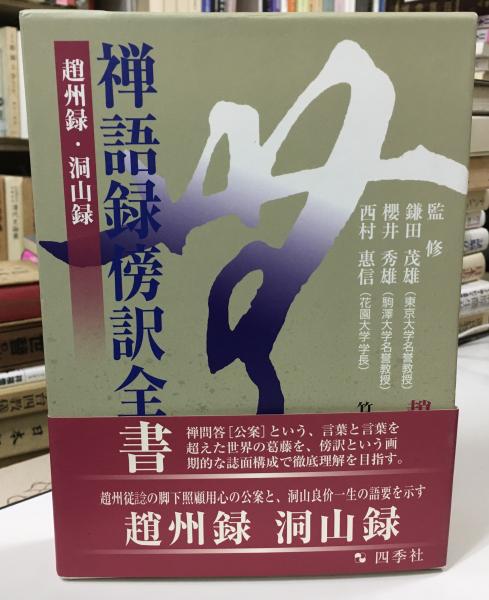 禅語録傍訳全書
趙州録・洞山録
監修
鎌田 茂雄(東京大学名誉教授)
櫻井 秀雄(駒澤大学名誉教授)
西村 惠信(花園大学学長)
趙
竹
禅問答[公案]という、言葉と言葉を
超えた世界の葛藤を、傍訳という画
期的な誌面構成で徹底理解を目指す。
趙州従諗の脚下照顧用心の公案と、洞山良价一生の語要を示す
趙州録 洞山録
四季社